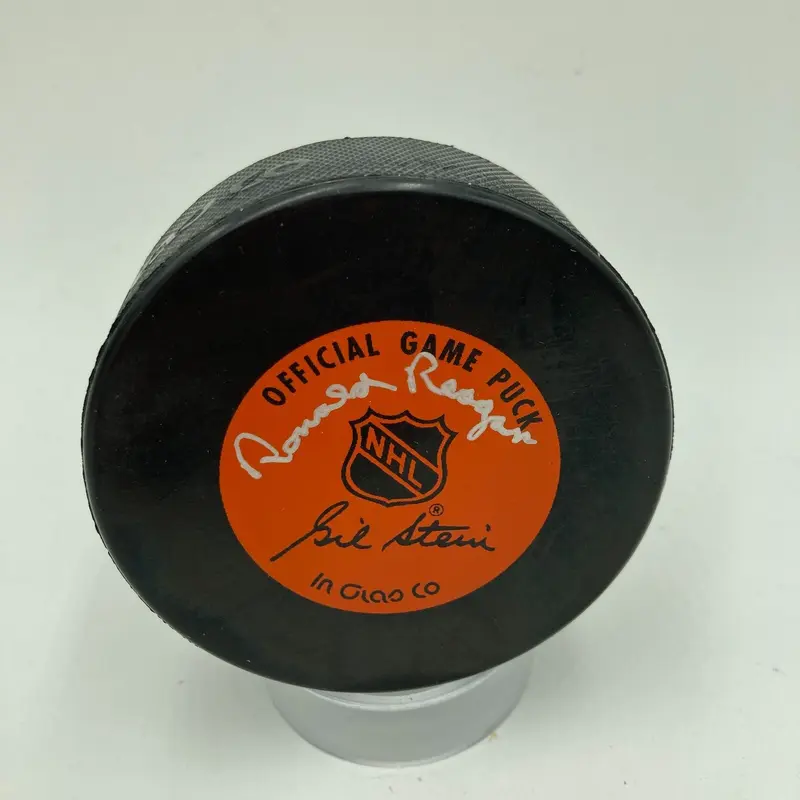 OFFICIAL GAME PUCK
Ronald Reagan
NHL
®
Gil Stein
In Glas Co